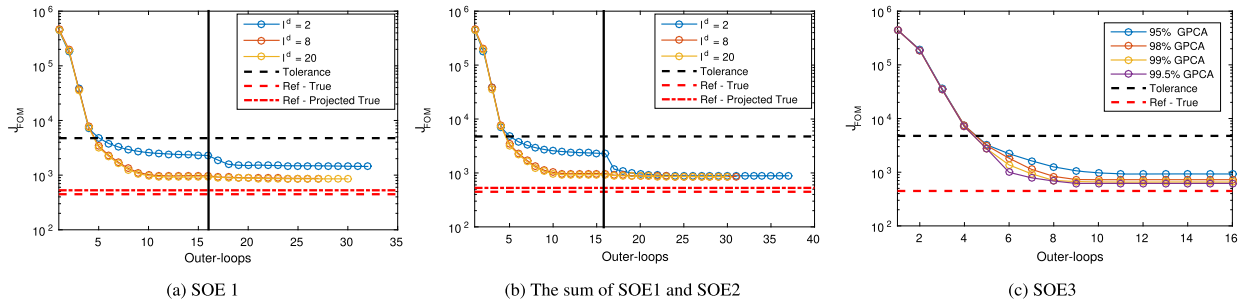 10^6
10^5
10^4
10^3
10^2
J_FOM
5
10
15
20
25
30
35
Outer-loops
I^d = 2
I^d = 8
I^d = 20
Tolerance
Ref - True
Ref - Projected True
(a) SOE 1
10^6
10^5
10^4
10^3
10^2
J_FOM
5
10
15
20
25
30
35
40
Outer-loops
I^d = 2
I^d = 8
I^d = 20
Tolerance
Ref - True
Ref - Projected True
(b) The sum of SOE1 and SOE2
10^6
10^5
10^4
10^3
10^2
J_FOM
2
4
6
8
10
12
14
16
Outer-loops
95% GPCA
98% GPCA
99% GPCA
99.5% GPCA
Tolerance
Ref - True
(c) SOE3